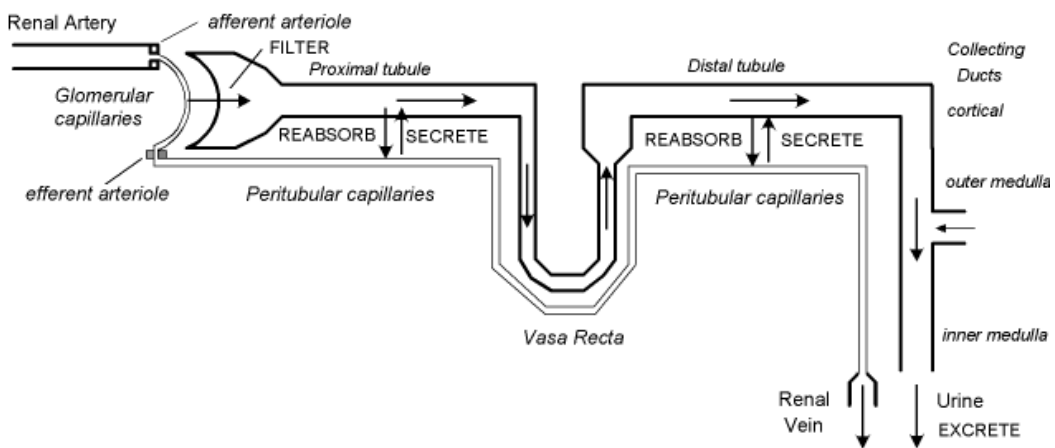 Renal Artery
afferent arteriole
FILTER
Proximal tubule
Distal tubule
Collecting
Ducts
Glomerular
capillaries
cortical
REABSORB
SECRETE
REABSORB
SECRETE
efferent arteriole
Peritubular capillaries
Peritubular capillaries
outer medulla
Vasa Recta
inner medulla
Renal
Vein
Urine
EXCRETE